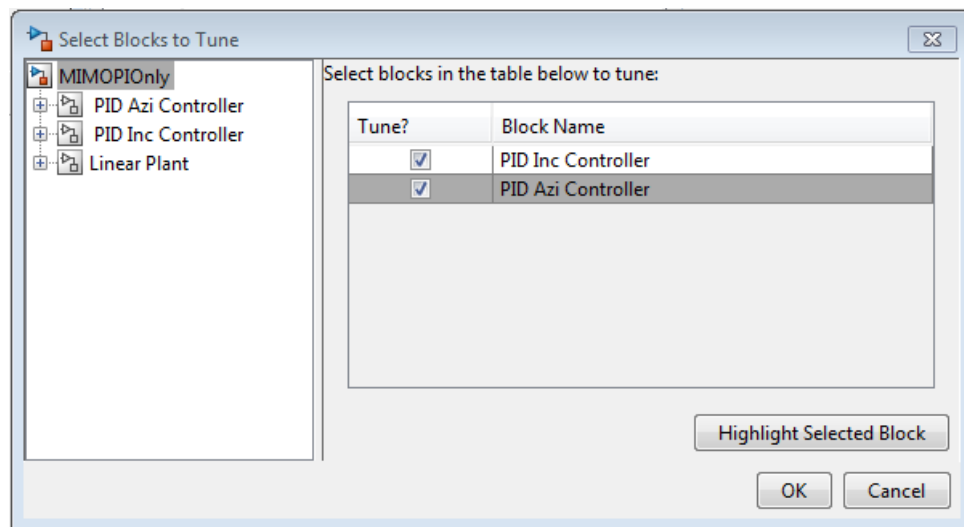 Select Blocks to Tune
MIMOPIOnly
PID Azi Controller
PID Inc Controller
Linear Plant
Select blocks in the table below to tune:
Tune? Block Name
PID Inc Controller
PID Azi Controller
Highlight Selected Block
OK Cancel